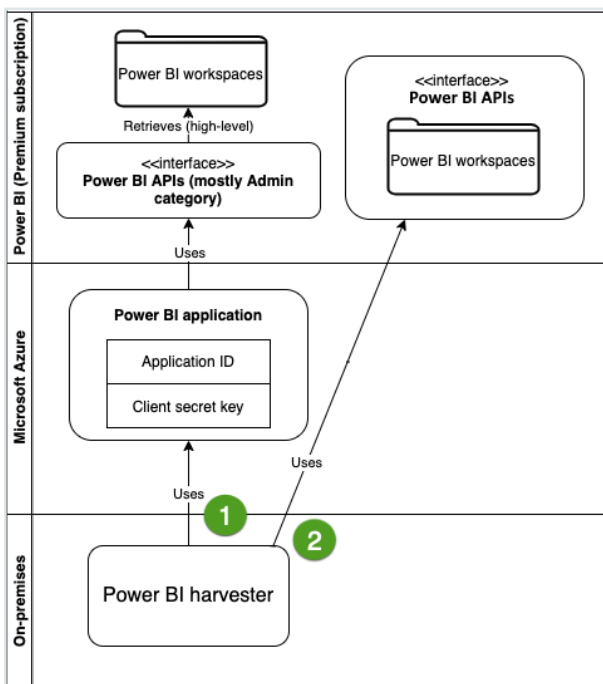 Power BI (Premium subscription)
Power BI workspaces
Retrieves (high-level)
<<interface>>
Power BI APIs (mostly Admin
category)
<<interface>>
Power BI APIs
Power BI workspaces
Uses
Microsoft Azure
Power BI application
Application ID
Client secret key
Uses
Uses
1
2
On-premises
Power BI harvester